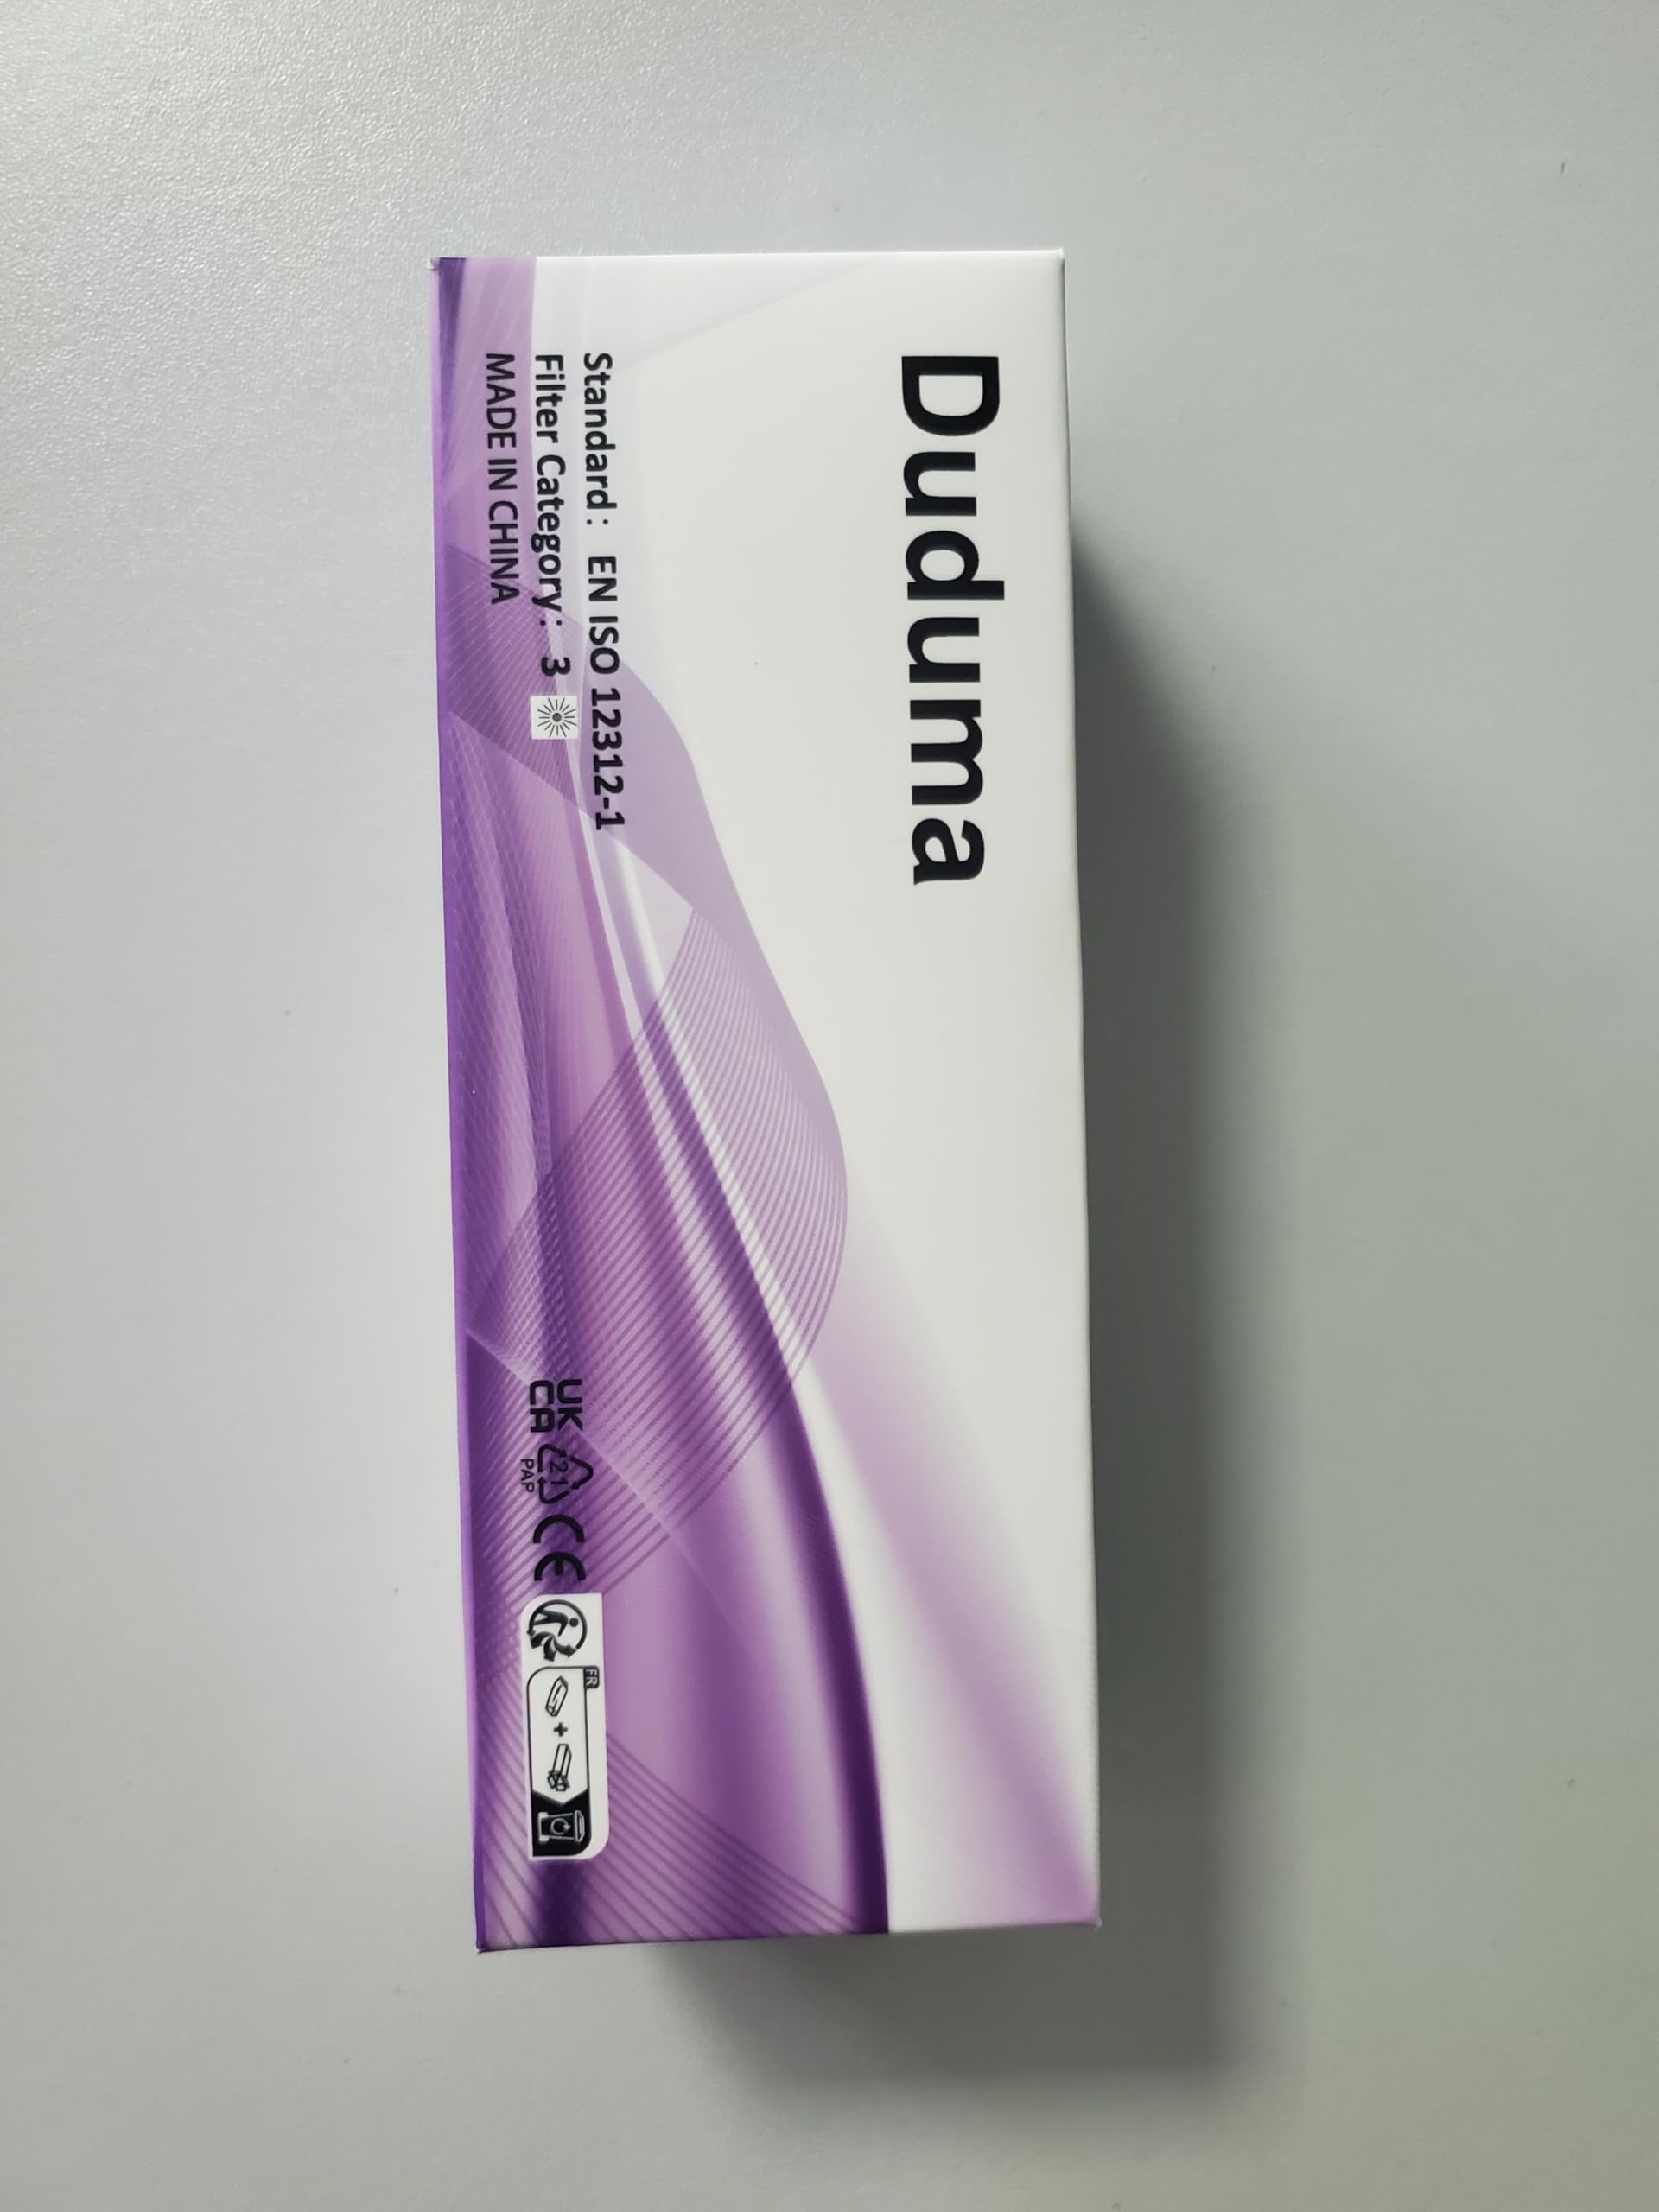 Duduma
Standard : EN ISO 12312-1
Filter Category : 3
MADE IN CHINA
UK
CA
21
PAP
CE
FR
+